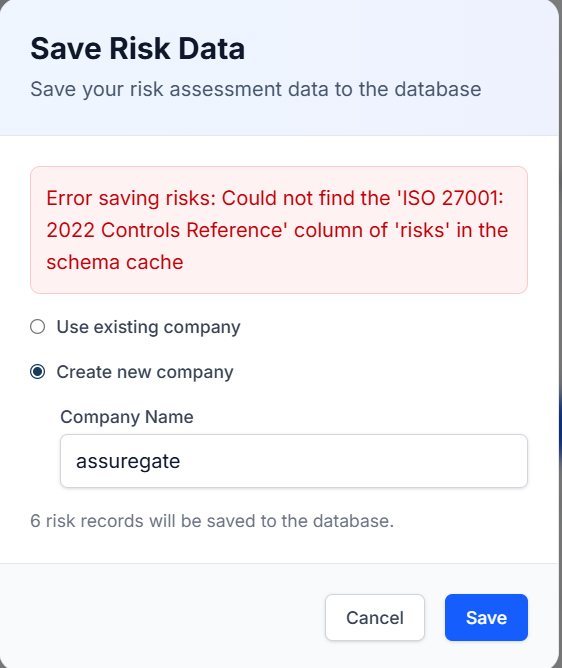 Save Risk Data
Save your risk assessment data to the database
Error saving risks: Could not find the 'ISO 27001:
2022 Controls Reference' column of 'risks' in the
schema cache
Use existing company
Create new company
Company Name
assuregate
6 risk records will be saved to the database.
Cancel
Save